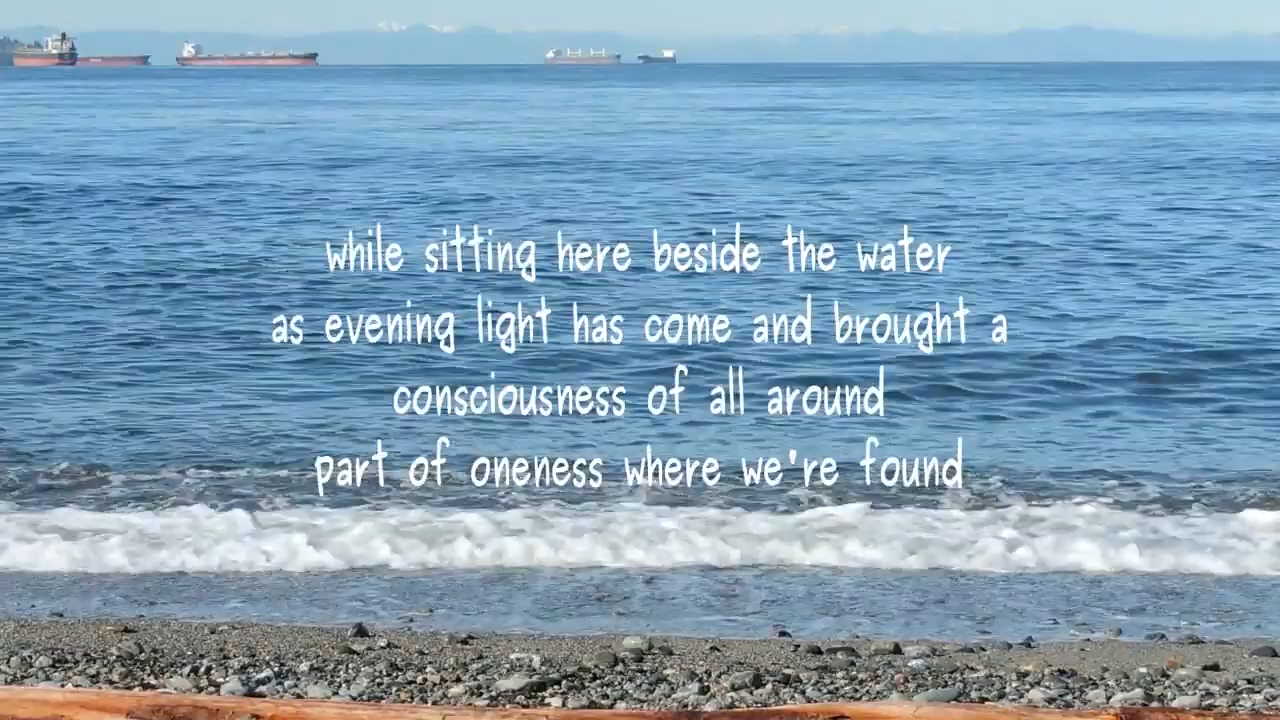 while sitting here beside the water
as evening light has come and brought a
consciousness of all around
part of oneness where we're found